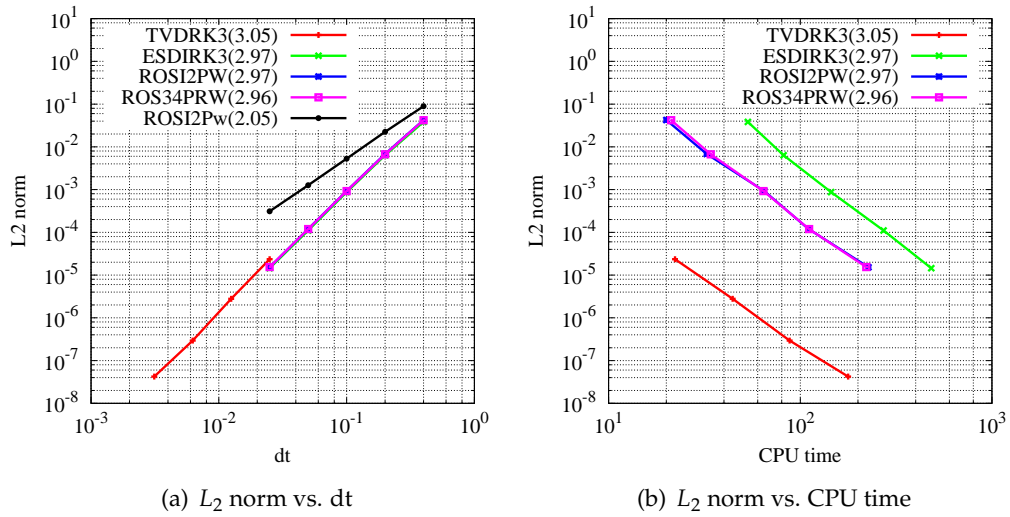 10^1
10^0
10^-1
10^-2
10^-3
10^-4
10^-5
10^-6
10^-7
10^-8
L2 norm
TVDRK3(3.05)
ESDIRK3(2.97)
ROSI2PW(2.97)
ROS34PRW(2.96)
ROSI2Pw(2.05)
10^-3
10^-2
10^-1
10^0
dt
(a) L2 norm vs. dt
10^1
10^0
10^-1
10^-2
10^-3
10^-4
10^-5
10^-6
10^-7
10^-8
L2 norm
TVDRK3(3.05)
ESDIRK3(2.97)
ROSI2PW(2.97)
ROS34PRW(2.96)
10^1
10^2
10^3
CPU time
(b) L2 norm vs. CPU time